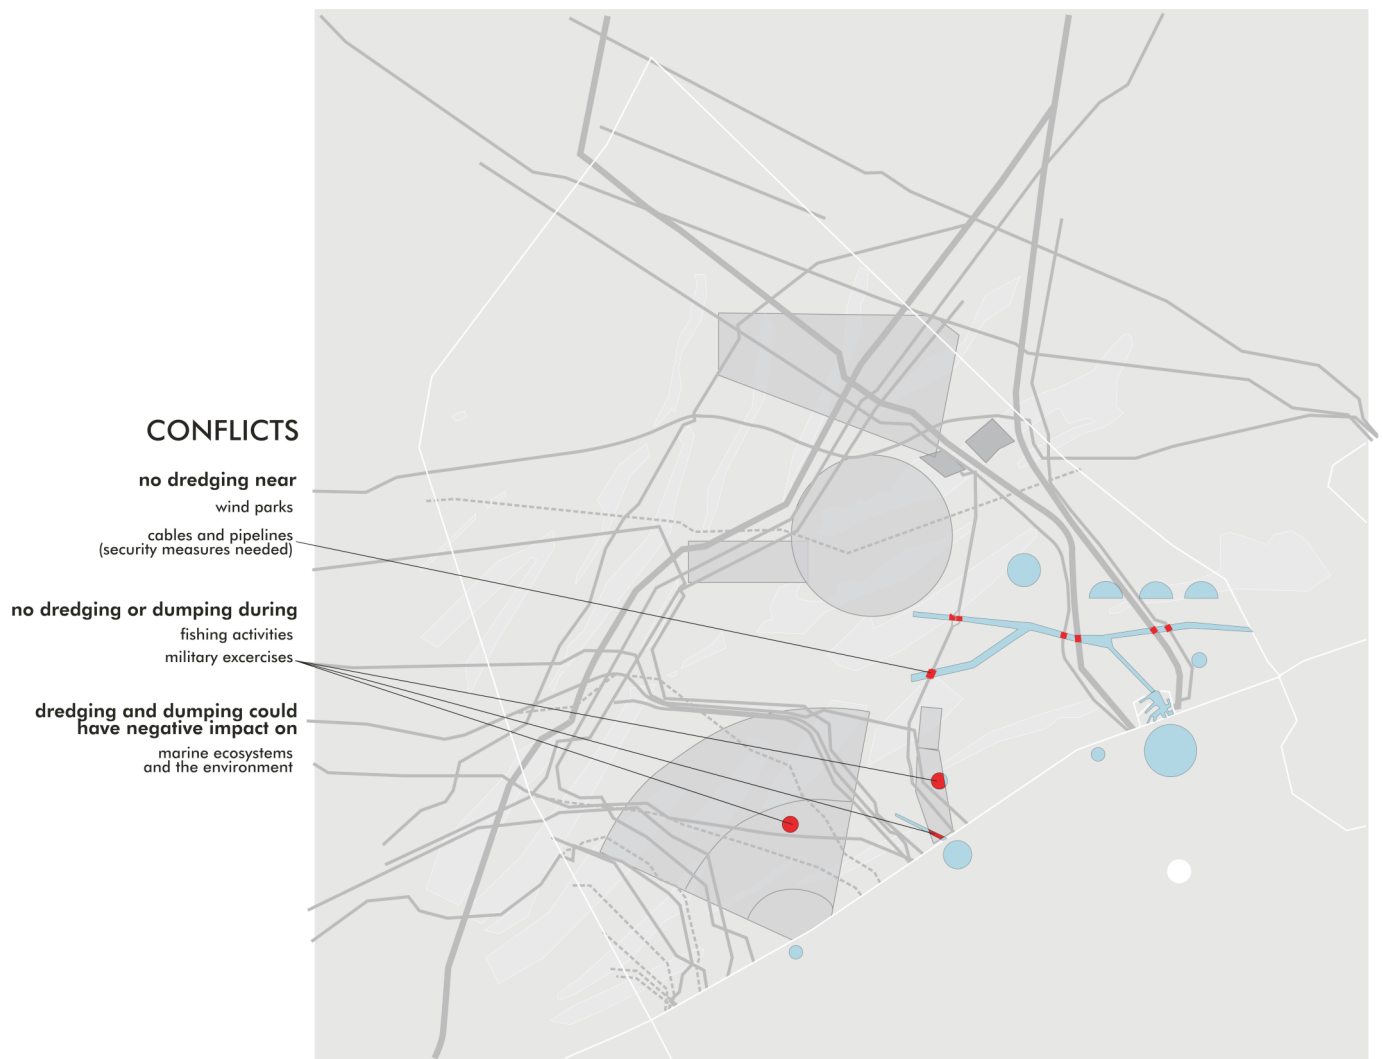 CONFLICTS
no dredging near
wind parks
cables and pipelines
(security measures needed)
no dredging or dumping during
fishing activities
military excercises
dredging and dumping could
have negative impact on
marine ecosystems
and the environment